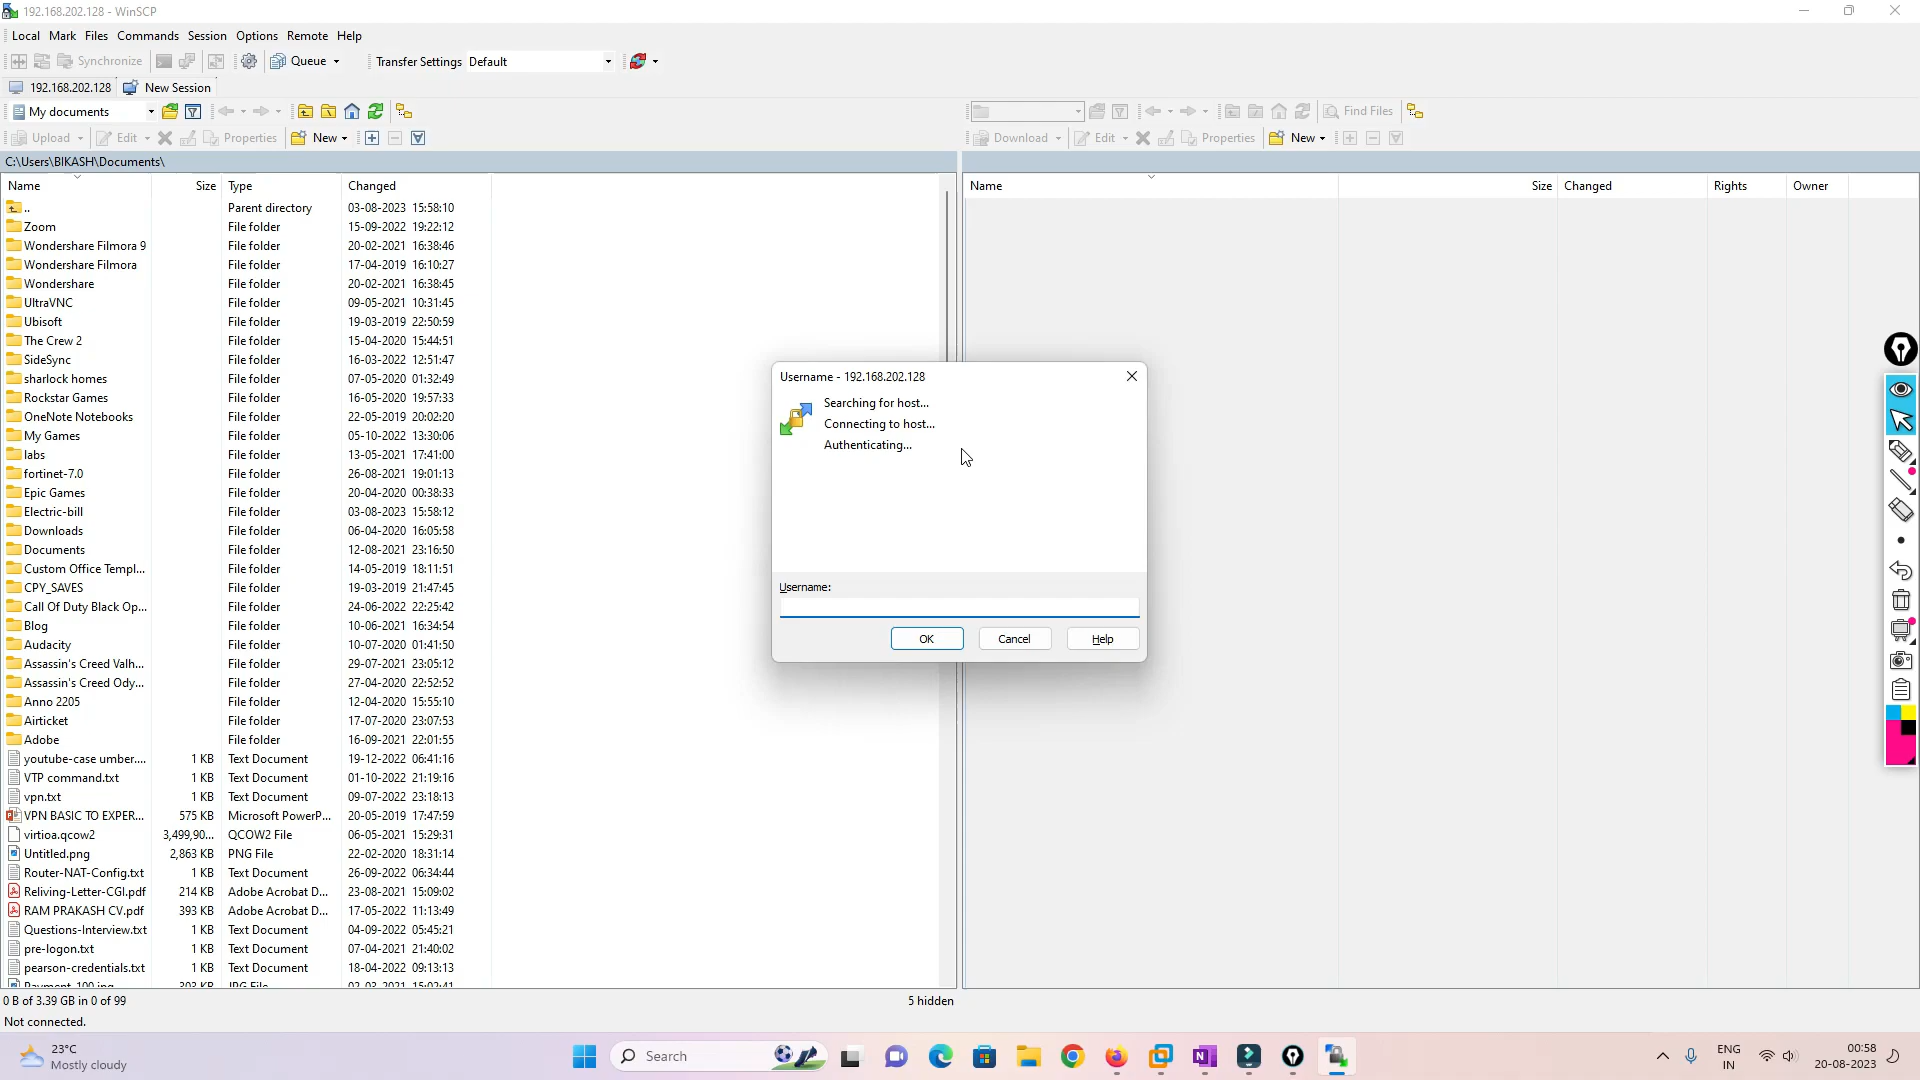 192.168.202.128 - WinSCP
Local Mark Files Commands Session Options Remote Help
Synchronize Queue Transfer Settings Default
192.168.202.128 New Session
My documents Find Files
Upload Edit Properties New Download Edit Properties New
C:\Users\BIKASH\Documents\
Name Size Type Changed Name Size Changed Rights Owner
.. Parent directory 03-08-2023 15:58:10
Zoom File folder 15-09-2022 19:22:12
Wondershare Filmora 9 File folder 20-02-2021 16:38:46
Wondershare Filmora File folder 17-04-2019 16:10:27
Wondershare File folder 20-02-2021 16:38:45
UltraVNC File folder 09-05-2021 10:31:45
Ubisoft File folder 19-03-2019 22:50:59
The Crew 2 File folder 15-04-2020 15:44:51
SideSync File folder 16-03-2022 12:51:47
sharlock homes File folder 07-05-2020 01:32:49
Rockstar Games File folder 16-05-2020 19:57:33
OneNote Notebooks File folder 22-05-2019 20:02:20
My Games File folder 05-10-2022 13:30:06
labs File folder 13-05-2021 17:41:00
fortinet-7.0 File folder 26-08-2021 19:01:13
Epic Games File folder 20-04-2020 00:38:33
Electric-bill File folder 03-08-2023 15:58:12
Downloads File folder 06-04-2020 16:05:58
Documents File folder 12-08-2021 23:16:50
Custom Office Templ... File folder 14-05-2019 18:11:51
CPY_SAVES File folder 19-03-2019 21:47:45
Call Of Duty Black Op... File folder 24-06-2022 22:25:42
Blog File folder 10-06-2021 16:34:54
Audacity File folder 10-07-2020 01:41:50
Assassin's Creed Valh... File folder 29-07-2021 23:05:12
Assassin's Creed Ody... File folder 27-04-2020 22:52:52
Anno 2205 File folder 12-04-2020 15:55:10
Airticket File folder 17-07-2020 23:07:53
Adobe File folder 16-09-2021 22:01:55
youtube-case umber.... 1 KB Text Document 19-12-2022 06:41:16
VTP command.txt 1 KB Text Document 01-10-2022 21:19:16
vpn.txt 1 KB Text Document 09-07-2022 23:18:13
VPN BASIC TO EXPER... 575 KB Microsoft PowerP... 20-05-2019 17:47:59
virtioa.qcow2 3,499,90... QCOW2 File 06-05-2021 15:29:31
Untitled.png 2,863 KB PNG File 22-02-2020 18:31:14
Router-NAT-Config.txt 1 KB Text Document 26-09-2022 06:34:44
Reliving-Letter-CGI.pdf 214 KB Adobe Acrobat D... 23-08-2021 15:09:02
RAM PRAKASH CV.pdf 393 KB Adobe Acrobat D... 17-05-2022 11:13:49
Questions-Interview.txt 1 KB Text Document 04-09-2022 05:45:21
pre-logon.txt 1 KB Text Document 07-04-2021 21:40:02
pearson-credentials.txt 1 KB Text Document 18-04-2022 09:13:13
Username - 192.168.202.128
Searching for host...
Connecting to host...
Authenticating...
Username:
OK Cancel Help
0 B of 3.39 GB in 0 of 99 5 hidden
Not connected.
23°C
Mostly cloudy
Search
ENG
IN
00:58
20-08-2023